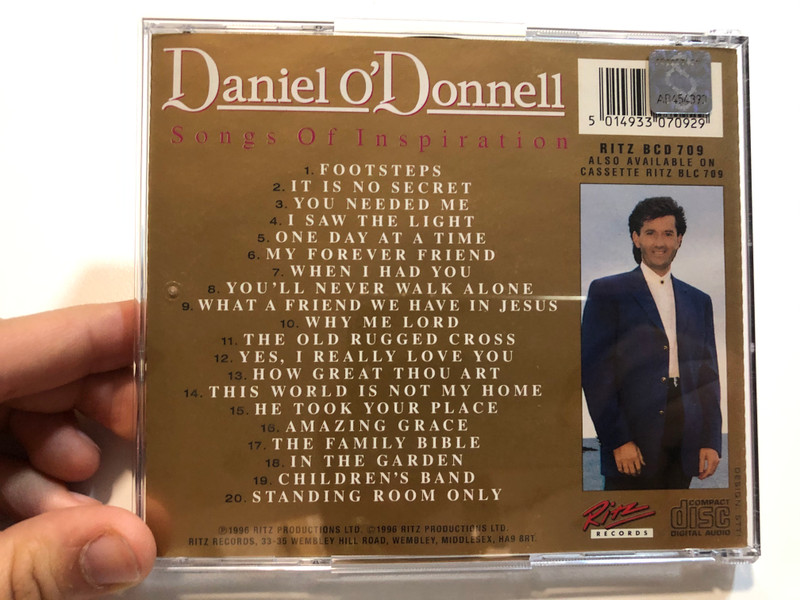 Daniel O'Donnell
Songs Of Inspiration
1. FOOTSTEPS
2. IT IS NO SECRET
3. YOU NEEDED ME
4. I SAW THE LIGHT
5. ONE DAY AT A TIME
6. MY FOREVER FRIEND
7. WHEN I HAD YOU
8. YOU'LL NEVER WALK ALONE
9. WHAT A FRIEND WE HAVE IN JESUS
10. WHY ME LORD
11. THE OLD RUGGED CROSS
12. YES, I REALLY LOVE YOU
13. HOW GREAT THOU ART
14. THIS WORLD IS NOT MY HOME
15. HE TOOK YOUR PLACE
16. AMAZING GRACE
17. THE FAMILY BIBLE
18. IN THE GARDEN
19. CHILDREN'S BAND
20. STANDING ROOM ONLY
℗1996 RITZ PRODUCTIONS LTD. ©1996 RITZ PRODUCTIONS LTD.
RITZ RECORDS, 33-35 WEMBLEY HILL ROAD, WEMBLEY, MIDDLESEX, HA9 8RT.
5 014933 070929
RITZ BCD 709
ALSO AVAILABLE ON
CASSETTE RITZ BLC 709
Ritz
RECORDS
COMPACT
disc
DIGITAL AUDIO
DESIGN